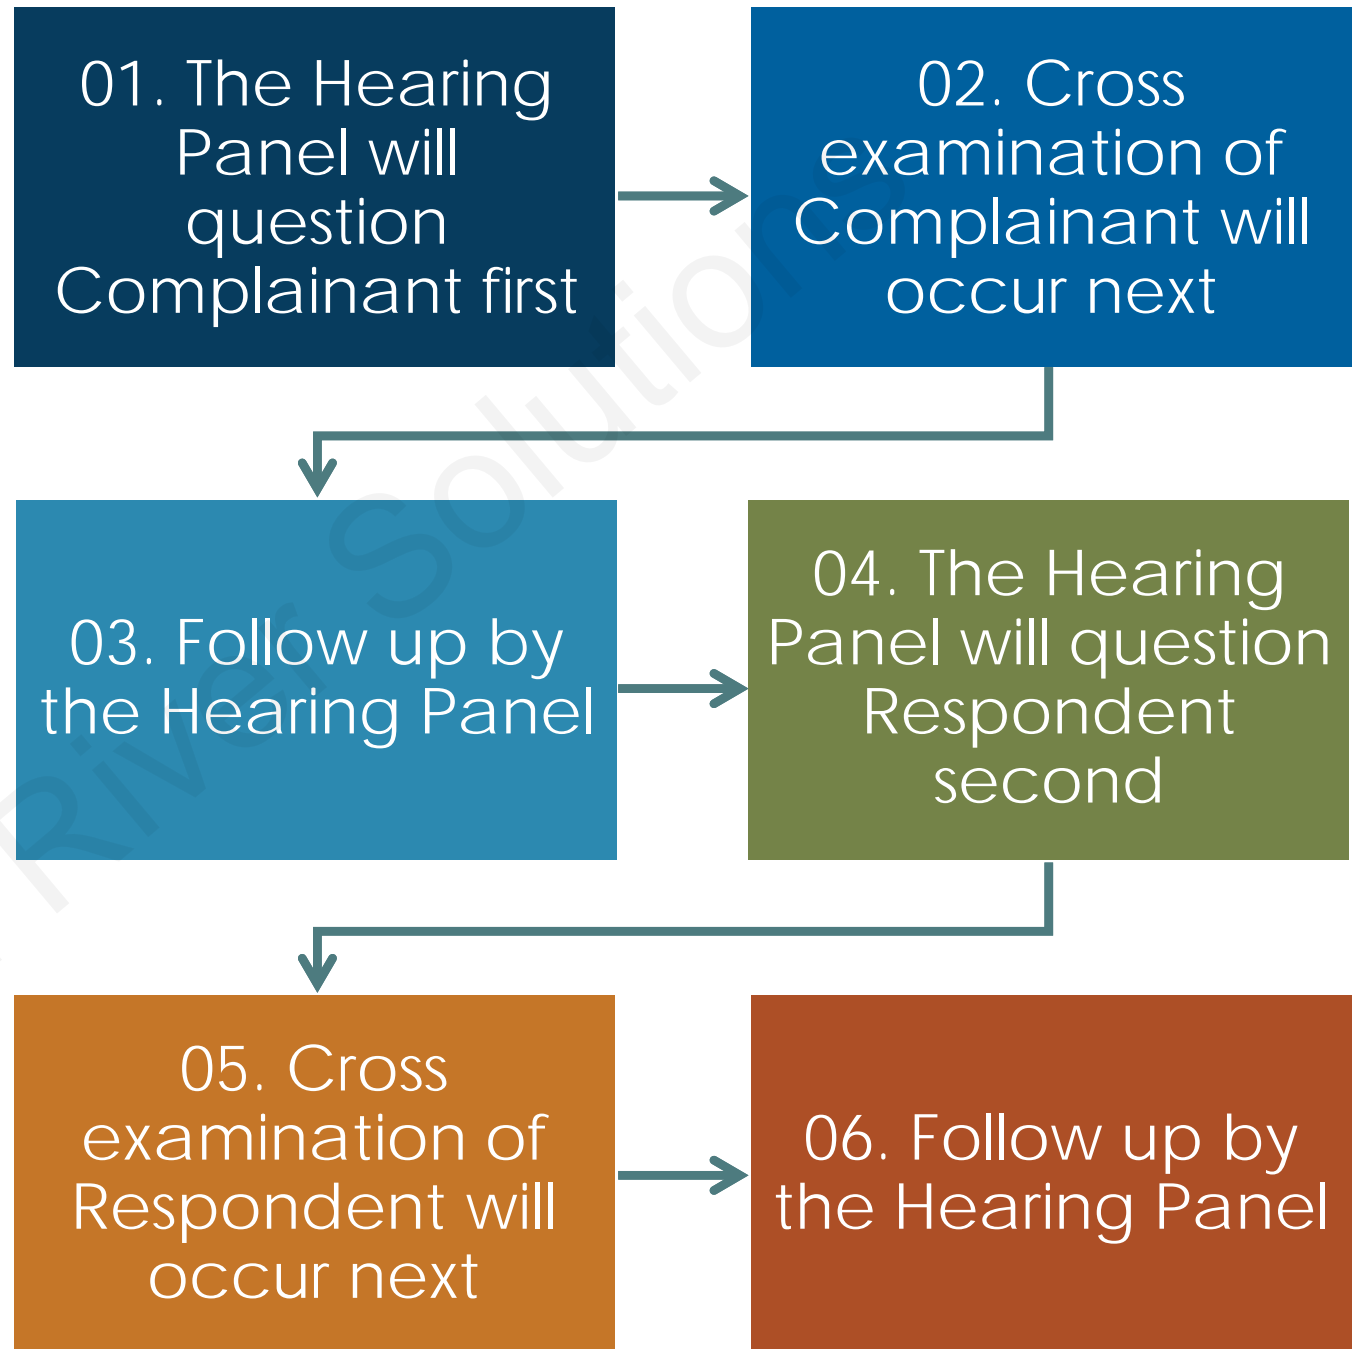 01. The Hearing
Panel will
question
Complainant first
02. Cross
examination of
Complainant will
occur next
03. Follow up by
the Hearing Panel
04. The Hearing
Panel will question
Respondent
second
05. Cross
examination of
Respondent will
occur next
06. Follow up by
the Hearing Panel
River Solutions